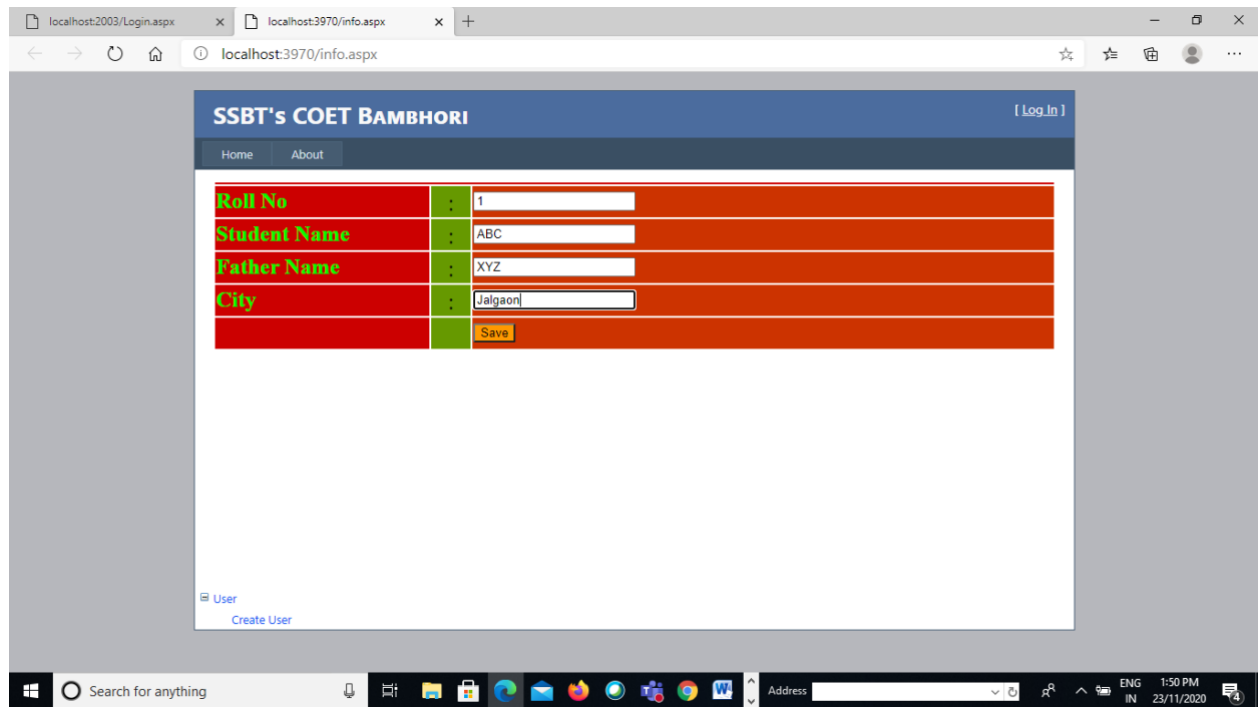 localhost:2003/Login.aspx localhost:3970/info.aspx
localhost:3970/info.aspx
SSBT's COET Bambhori [ Log In ]
Home About
Roll No : 1
Student Name : ABC
Father Name : XYZ
City : Jalgaon
Save
User
Create User
Search for anything Address ENG 1:50 PM
IN 23/11/2020 4